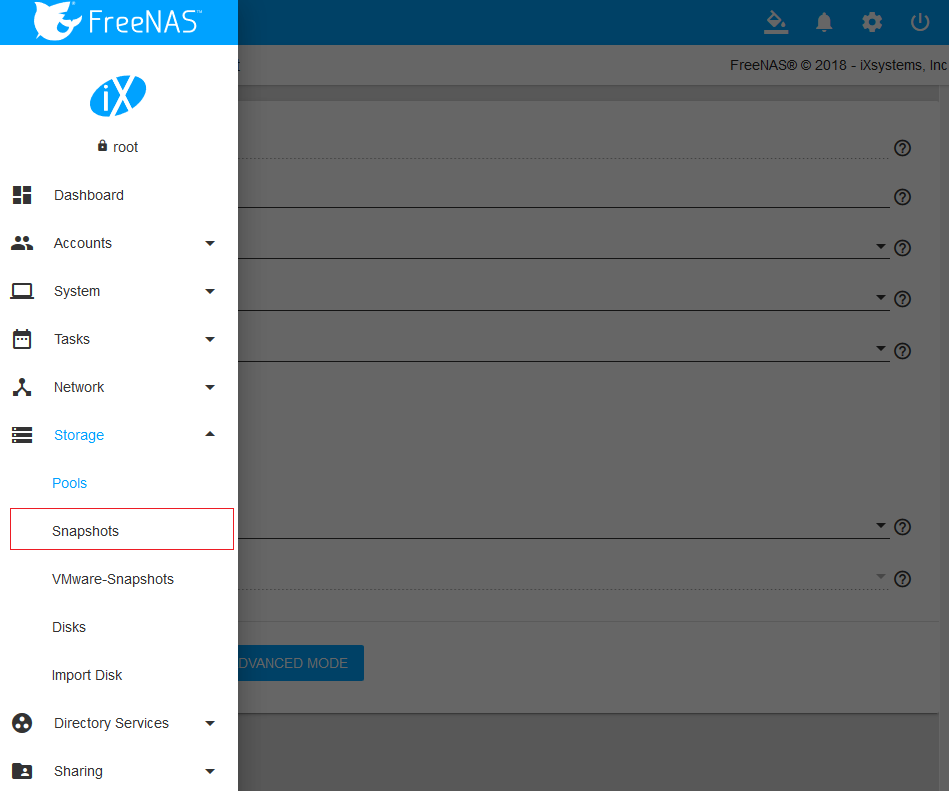 FreeNAS™
t
FreeNAS® © 2018 - iXsystems, Inc
iX
root
Dashboard
Accounts
System
Tasks
Network
Storage
Pools
Snapshots
VMware-Snapshots
Disks
Import Disk
DVANCED MODE
Directory Services
Sharing